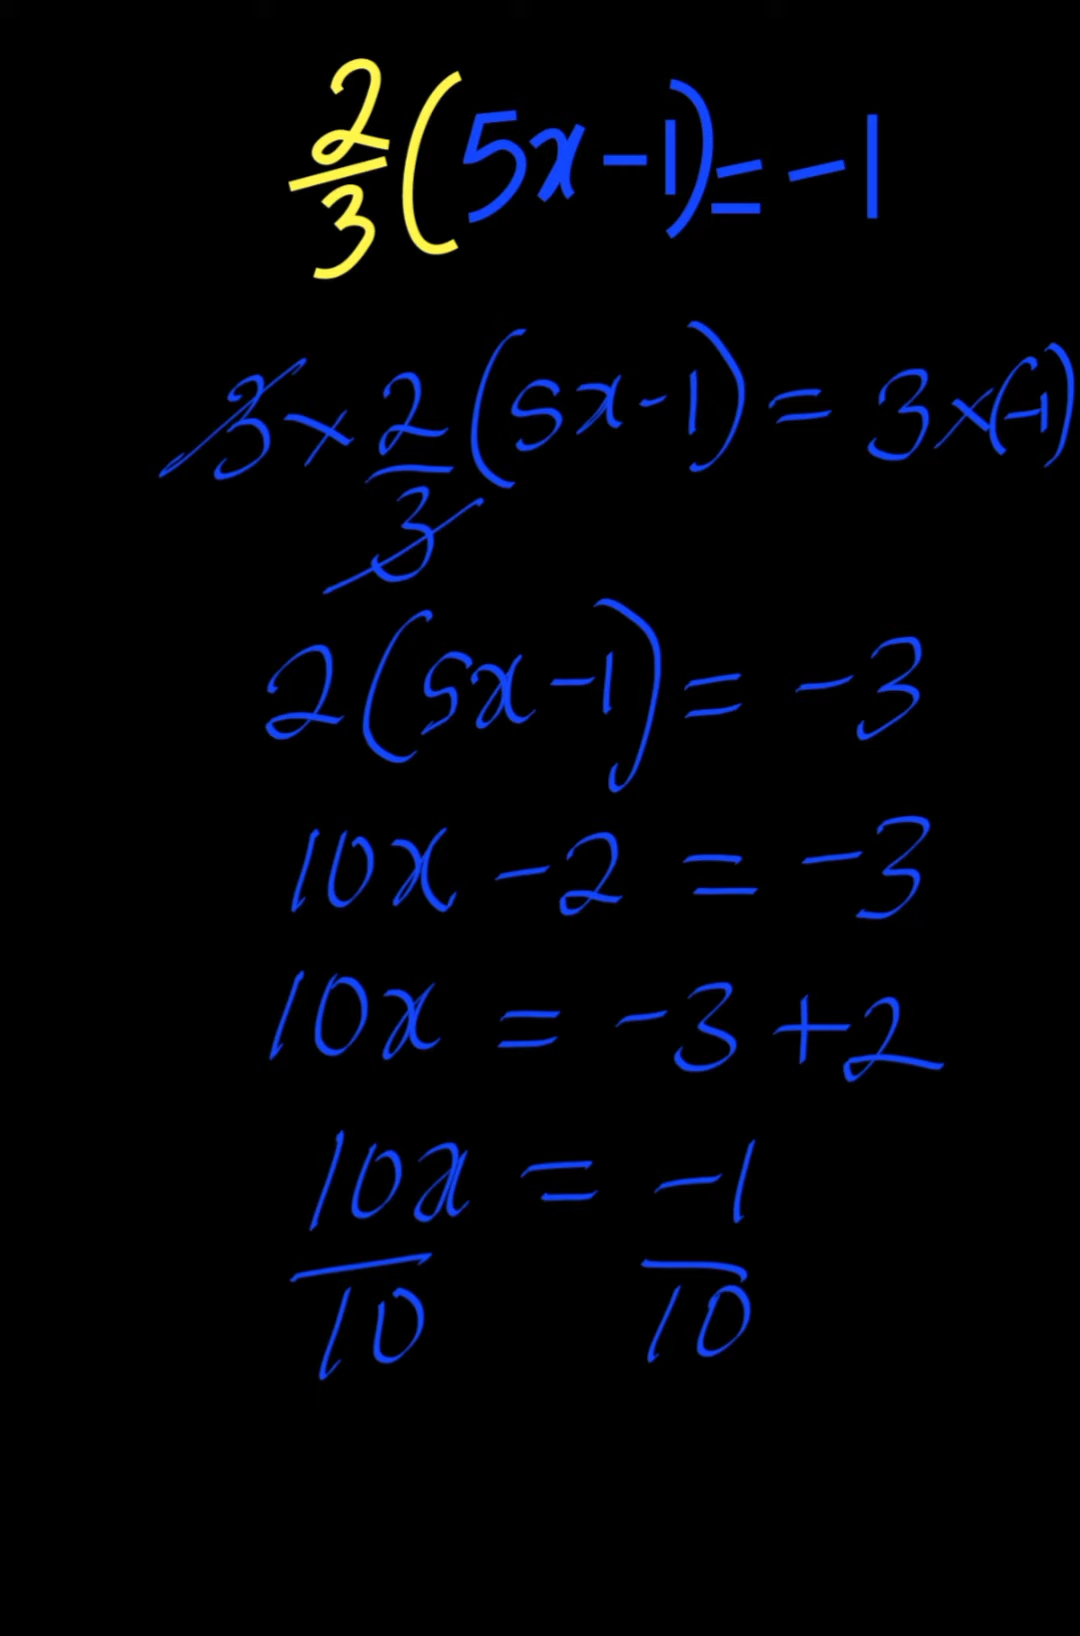 2/3(5x-1)=-1
3×2/3(5x-1)=3×(-1)
2(5x-1)=-3
10x-2=-3
10x=-3+2
10x/10=-1/10